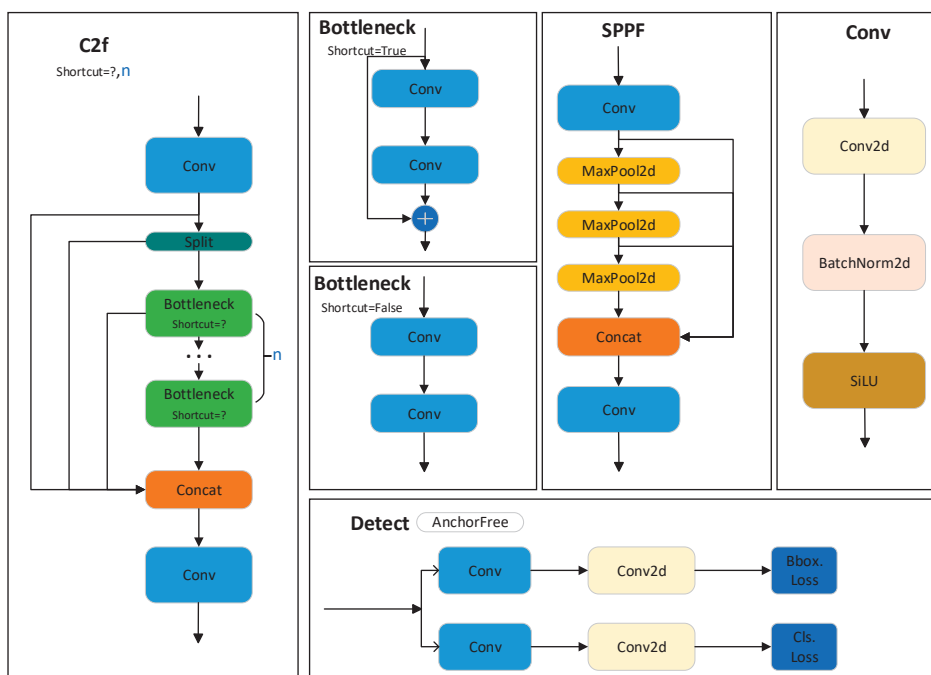 C2f
Shortcut=?,n
Conv
Split
Bottleneck
Shortcut=?
...
Bottleneck
Shortcut=?
n
Concat
Conv
Bottleneck
Shortcut=True
Conv
Conv
+
Bottleneck
Shortcut=False
Conv
Conv
SPPF
Conv
MaxPool2d
MaxPool2d
MaxPool2d
Concat
Conv
Conv
Conv2d
BatchNorm2d
SiLU
Detect AnchorFree
Conv Conv2d Bbox.
Loss
Conv Conv2d Cls.
Loss